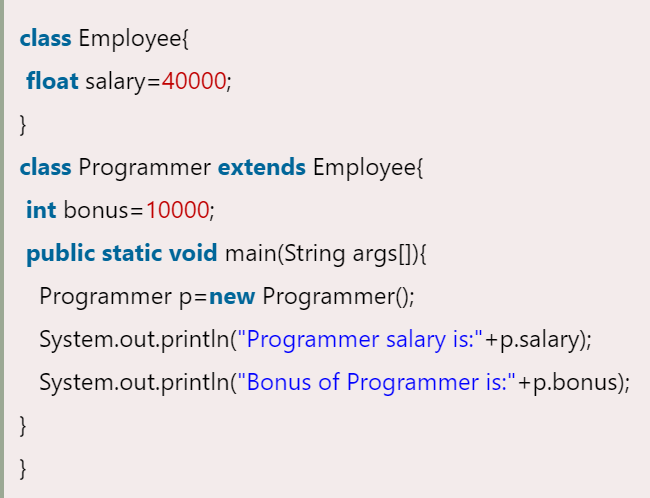 class Employee{
float salary=40000;
}
class Programmer extends Employee{
int bonus=10000;
public static void main(String args[]){
Programmer p=new Programmer();
System.out.println("Programmer salary is:"+p.salary);
System.out.println("Bonus of Programmer is:"+p.bonus);
}
}